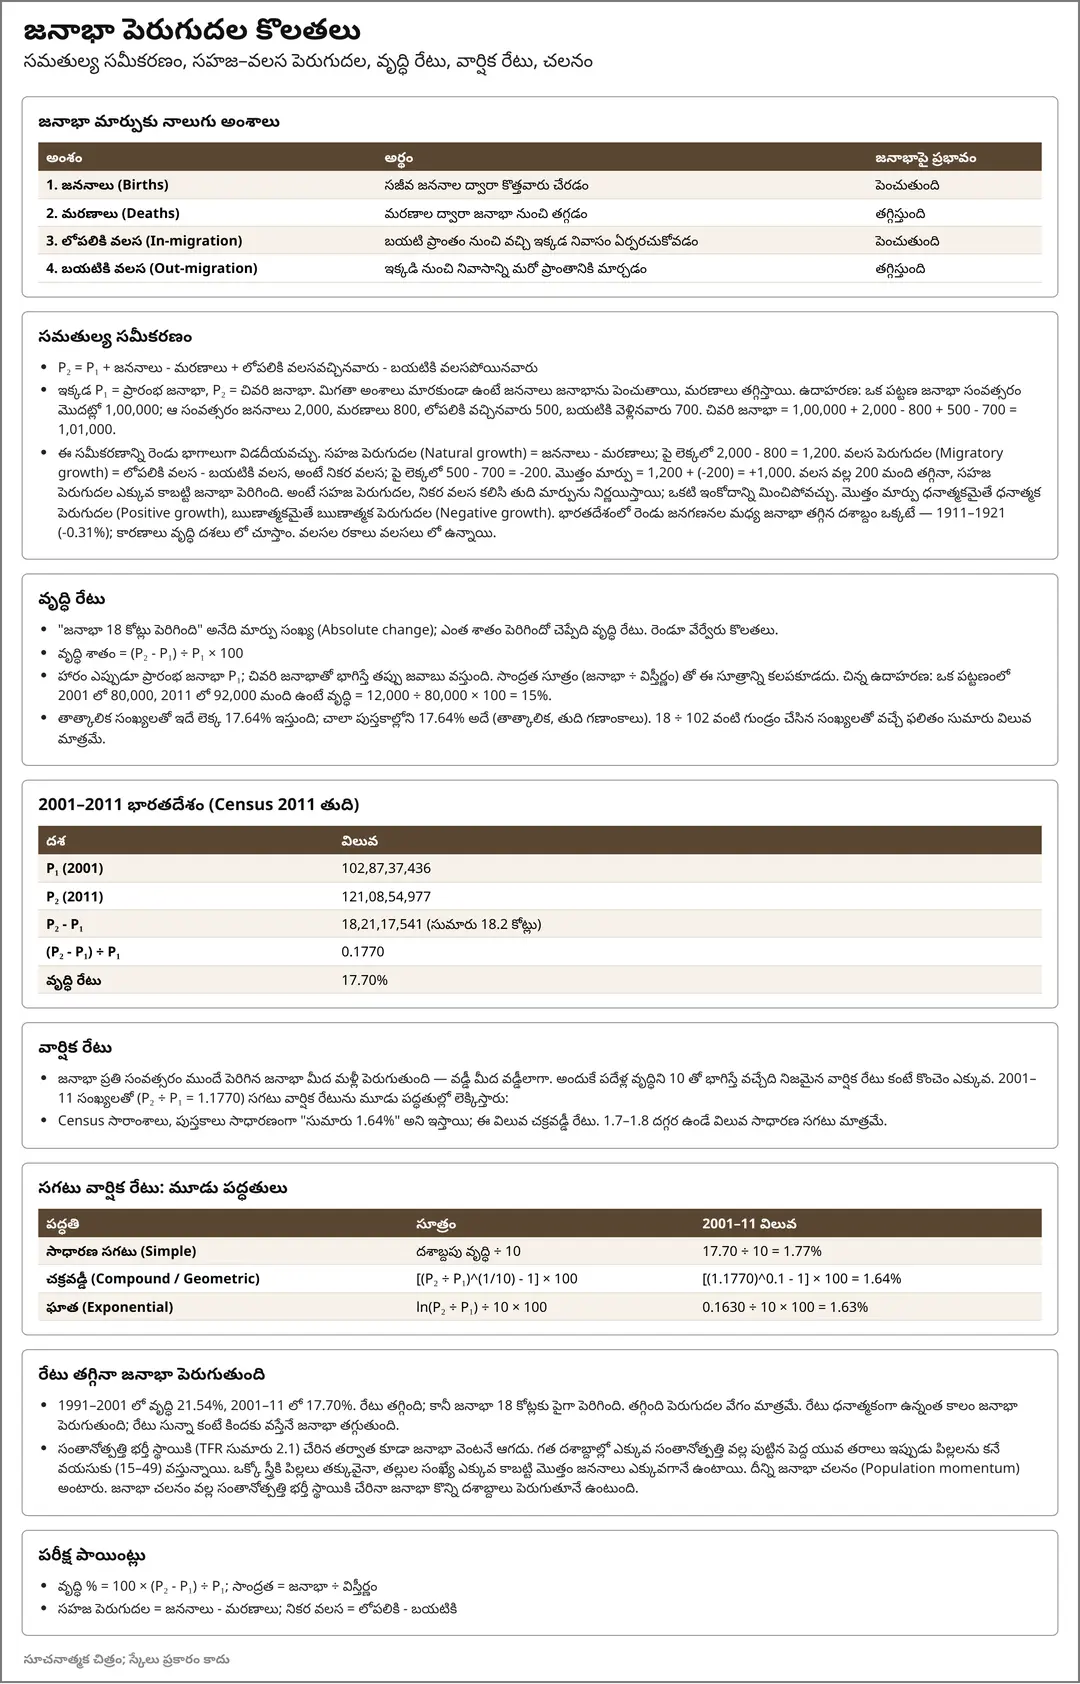 జనాభా పెరుగుదల కొలతలు
సమతుల్య సమీకరణం, సహజ–వలస పెరుగుదల, వృద్ధి రేటు, వార్షిక రేటు, చలనం
జనాభా మార్పుకు నాలుగు అంశాలు
అంశం అర్థం జనాభాపై ప్రభావం
1. జననాలు (Births) సజీవ జననాల ద్వారా కొత్తవారు చేరడం పెంచుతుంది
2. మరణాలు (Deaths) మరణాల ద్వారా జనాభా నుంచి తగ్గడం తగ్గిస్తుంది
3. లోపలికి వలస (In-migration) బయటి ప్రాంతం నుంచి వచ్చి ఇక్కడ నివాసం ఏర్పరచుకోవడం పెంచుతుంది
4. బయటికి వలస (Out-migration) ఇక్కడి నుంచి నివాసాన్ని మరో ప్రాంతానికి మార్చడం తగ్గిస్తుంది
సమతుల్య సమీకరణం
• P₂ = P₁ + జననాలు - మరణాలు + లోపలికి వలసవచ్చినవారు - బయటికి వలసపోయినవారు
• ఇక్కడ P₁ = ప్రారంభ జనాభా, P₂ = చివరి జనాభా. మిగతా అంశాలు మారకుండా ఉంటే జననాలు జనాభాను పెంచుతాయి, మరణాలు తగ్గిస్తాయి. ఉదాహరణ: ఒక పట్టణ జనాభా సంవత్సరం
మొదట్లో 1,00,000; ఆ సంవత్సరం జననాలు 2,000, మరణాలు 800, లోపలికి వచ్చినవారు 500, బయటికి వెళ్లినవారు 700. చివరి జనాభా = 1,00,000 + 2,000 - 800 + 500 - 700 =
1,01,000.
• ఈ సమీకరణాన్ని రెండు భాగాలుగా విడదీయవచ్చు. సహజ పెరుగుదల (Natural growth) = జననాలు - మరణాలు; పై లెక్కలో 2,000 - 800 = 1,200. వలస పెరుగుదల (Migratory
growth) = లోపలికి వలస - బయటికి వలస, అంటే నికర వలస; పై లెక్కలో 500 - 700 = -200. మొత్తం మార్పు = 1,200 + (-200) = +1,000. వలస వల్ల 200 మంది తగ్గినా, సహజ
పెరుగుదల ఎక్కువ కాబట్టి జనాభా పెరిగింది. అంటే సహజ పెరుగుదల, నికర వలస కలిసి తుది మార్పును నిర్ణయిస్తాయి; ఒకటి ఇంకోదాన్ని మించిపోవచ్చు. మొత్తం మార్పు ధనాత్మకమైతే ధనాత్మక
పెరుగుదల (Positive growth), ఋణాత్మకమైతే ఋణాత్మక పెరుగుదల (Negative growth). భారతదేశంలో రెండు జనగణనల మధ్య జనాభా తగ్గిన దశాబ్దం ఒక్కటే — 1911–1921
(-0.31%); కారణాలు వృద్ధి దశలు లో చూస్తాం. వలసల రకాలు వలసలు లో ఉన్నాయి.
వృద్ధి రేటు
• "జనాభా 18 కోట్లు పెరిగింది" అనేది మార్పు సంఖ్య (Absolute change); ఎంత శాతం పెరిగిందో చెప్పేది వృద్ధి రేటు. రెండూ వేర్వేరు కొలతలు.
• వృద్ధి శాతం = (P₂ - P₁) ÷ P₁ × 100
• హారం ఎప్పుడూ ప్రారంభ జనాభా P₁; చివరి జనాభాతో భాగిస్తే తప్పు జవాబు వస్తుంది. సాంద్రత సూత్రం (జనాభా ÷ విస్తీర్ణం) తో ఈ సూత్రాన్ని కలపకూడదు. చిన్న ఉదాహరణ: ఒక పట్టణంలో
2001 లో 80,000, 2011 లో 92,000 మంది ఉంటే వృద్ధి = 12,000 ÷ 80,000 × 100 = 15%.
• తాత్కాలిక సంఖ్యలతో ఇదే లెక్క 17.64% ఇస్తుంది; చాలా పుస్తకాల్లోని 17.64% అదే (తాత్కాలిక, తుది గణాంకాలు). 18 ÷ 102 వంటి గుండ్రం చేసిన సంఖ్యలతో వచ్చే ఫలితం సుమారు విలువ
మాత్రమే.
2001–2011 భారతదేశం (Census 2011 తుది)
దశ విలువ
P₁ (2001) 102,87,37,436
P₂ (2011) 121,08,54,977
P₂ - P₁ 18,21,17,541 (సుమారు 18.2 కోట్లు)
(P₂ - P₁) ÷ P₁ 0.1770
వృద్ధి రేటు 17.70%
వార్షిక రేటు
• జనాభా ప్రతి సంవత్సరం ముందే పెరిగిన జనాభా మీద మళ్లీ పెరుగుతుంది — వడ్డీ మీద వడ్డీలాగా. అందుకే పదేళ్ల వృద్ధిని 10 తో భాగిస్తే వచ్చేది నిజమైన వార్షిక రేటు కంటే కొంచెం ఎక్కువ. 2001–
11 సంఖ్యలతో (P₂ ÷ P₁ = 1.1770) సగటు వార్షిక రేటును మూడు పద్ధతుల్లో లెక్కిస్తారు:
• Census సారాంశాలు, పుస్తకాలు సాధారణంగా "సుమారు 1.64%" అని ఇస్తాయి; ఈ విలువ చక్రవడ్డీ రేటు. 1.7–1.8 దగ్గర ఉండే విలువ సాధారణ సగటు మాత్రమే.
సగటు వార్షిక రేటు: మూడు పద్ధతులు
పద్ధతి సూత్రం 2001–11 విలువ
సాధారణ సగటు (Simple) దశాబ్దపు వృద్ధి ÷ 10 17.70 ÷ 10 = 1.77%
చక్రవడ్డీ (Compound / Geometric) [(P₂ ÷ P₁)^(1/10) - 1] × 100 [(1.1770)^0.1 - 1] × 100 = 1.64%
ఘాత (Exponential) ln(P₂ ÷ P₁) ÷ 10 × 100 0.1630 ÷ 10 × 100 = 1.63%
రేటు తగ్గినా జనాభా పెరుగుతుంది
• 1991–2001 లో వృద్ధి 21.54%, 2001–11 లో 17.70%. రేటు తగ్గింది; కానీ జనాభా 18 కోట్లకు పైగా పెరిగింది. తగ్గింది పెరుగుదల వేగం మాత్రమే. రేటు ధనాత్మకంగా ఉన్నంత కాలం జనాభా
పెరుగుతుంది; రేటు సున్నా కంటే కిందకు వస్తేనే జనాభా తగ్గుతుంది.
• సంతానోత్పత్తి భర్తీ స్థాయికి (TFR సుమారు 2.1) చేరిన తర్వాత కూడా జనాభా వెంటనే ఆగదు. గత దశాబ్దాల్లో ఎక్కువ సంతానోత్పత్తి వల్ల పుట్టిన పెద్ద యువ తరాలు ఇప్పుడు పిల్లలను కనే
వయసుకు (15–49) వస్తున్నాయి. ఒక్కో స్త్రీకి పిల్లలు తక్కువైనా, తల్లుల సంఖ్యే ఎక్కువ కాబట్టి మొత్తం జననాలు ఎక్కువగానే ఉంటాయి. దీన్ని జనాభా చలనం (Population momentum)
అంటారు. జనాభా చలనం వల్ల సంతానోత్పత్తి భర్తీ స్థాయికి చేరినా జనాభా కొన్ని దశాబ్దాలు పెరుగుతూనే ఉంటుంది.
పరీక్ష పాయింట్లు
• వృద్ధి % = 100 × (P₂ - P₁) ÷ P₁; సాంద్రత = జనాభా ÷ విస్తీర్ణం
• సహజ పెరుగుదల = జననాలు - మరణాలు; నికర వలస = లోపలికి - బయటికి
సూచనాత్మక చిత్రం; స్కేలు ప్రకారం కాదు